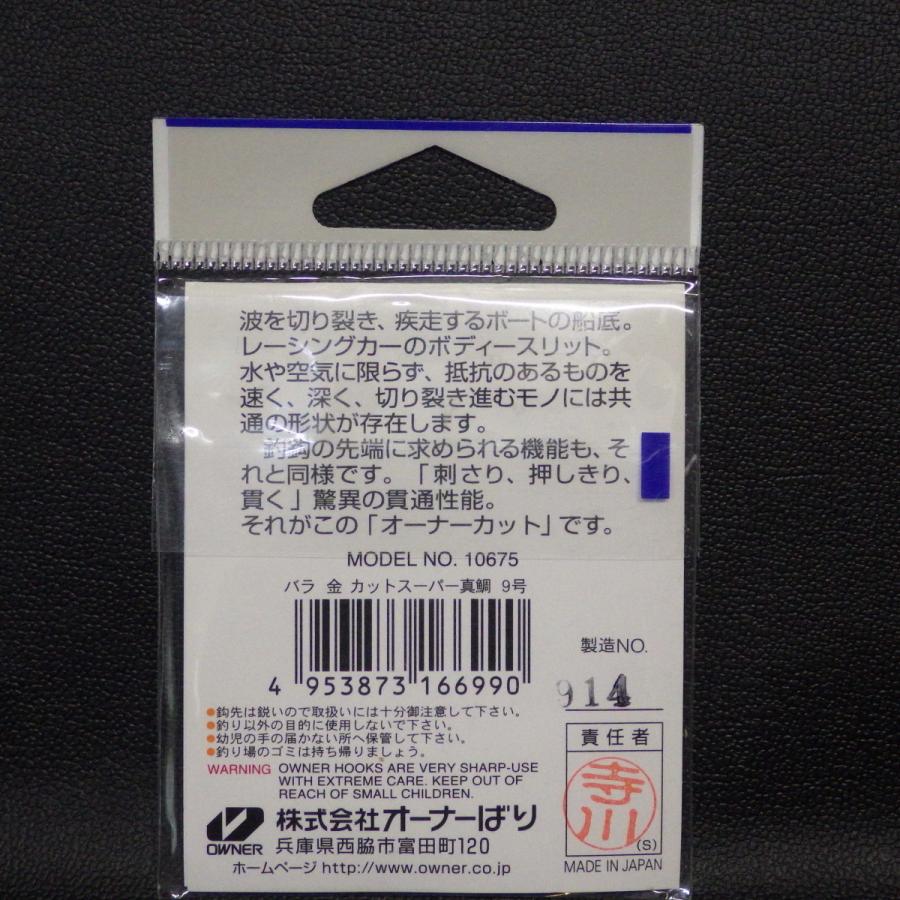 波を切り裂き、疾走するボートの船底。
レーシングカーのボディースリット。
水や空気に限らず、抵抗のあるものを
速く、深く、切り裂き進むモノには共
通の形状が存在します。
釣鈎の先端に求められる機能も、そ
れと同様です。「刺さり、押しきり、
貫く」驚異の貫通性能。
それがこの「オーナーカット」です。
MODEL NO. 10675
バラ 金 カットスーパー真鯛 9号
4 953873 166990
製造NO.
914
●鈎先は鋭いので取扱いには十分御注意して下さい。
●釣り以外の目的に使用しないで下さい。
●幼児の手の届かない所へ保管して下さい。
●釣り場のゴミは持ち帰りましょう。
WARNING OWNER HOOKS ARE VERY SHARP-USE
WITH EXTREME CARE. KEEP OUT OF
REACH OF SMALL CHILDREN.
責任者
寺川
(S)
OWNER
株式会社オーナーばり
兵庫県西脇市富田町120
ホームページ http://www.owner.co.jp
MADE IN JAPAN